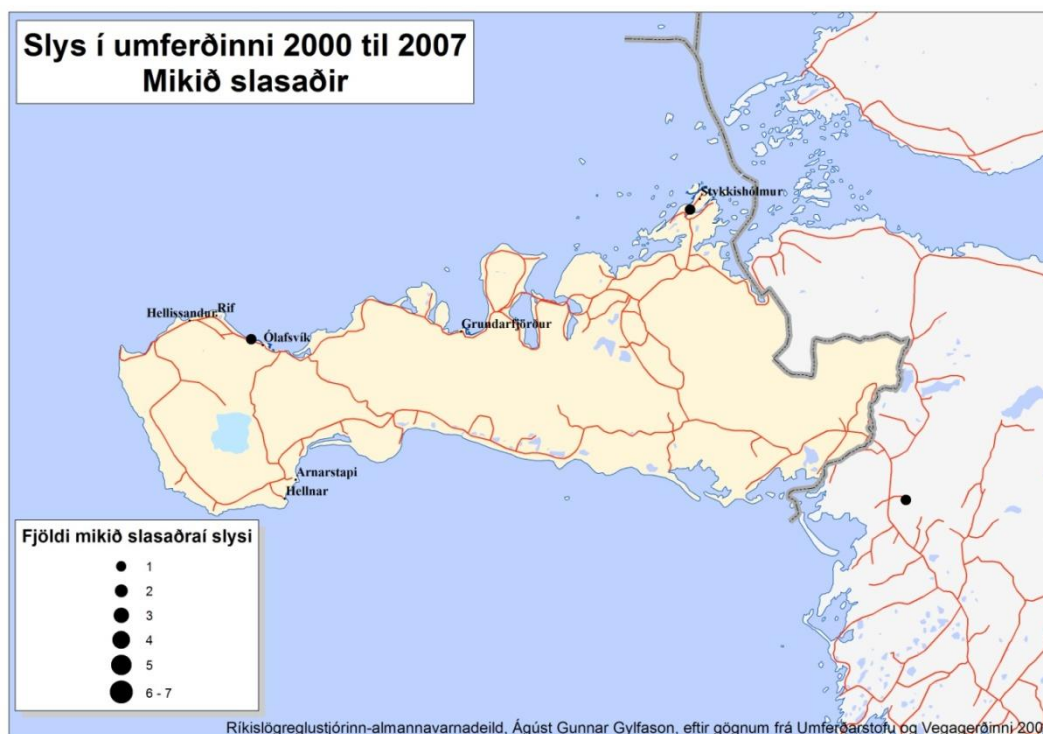 Slys í umferðinni 2000 til 2007
Mikið slasaðir
Stykkishólmur
Hellissandur
Rif
Ólafsvík
Grundarfjörður
Arnarstapi
Hellnar
Fjöldi mikið slasaðraí slysi
1
2
3
4
5
6 - 7
Ríkislögreglustjórinn-almannavarnadeild, Ágúst Gunnar Gylfason, eftir gögnum frá Umferðarstofu og Vegagerðinni 200